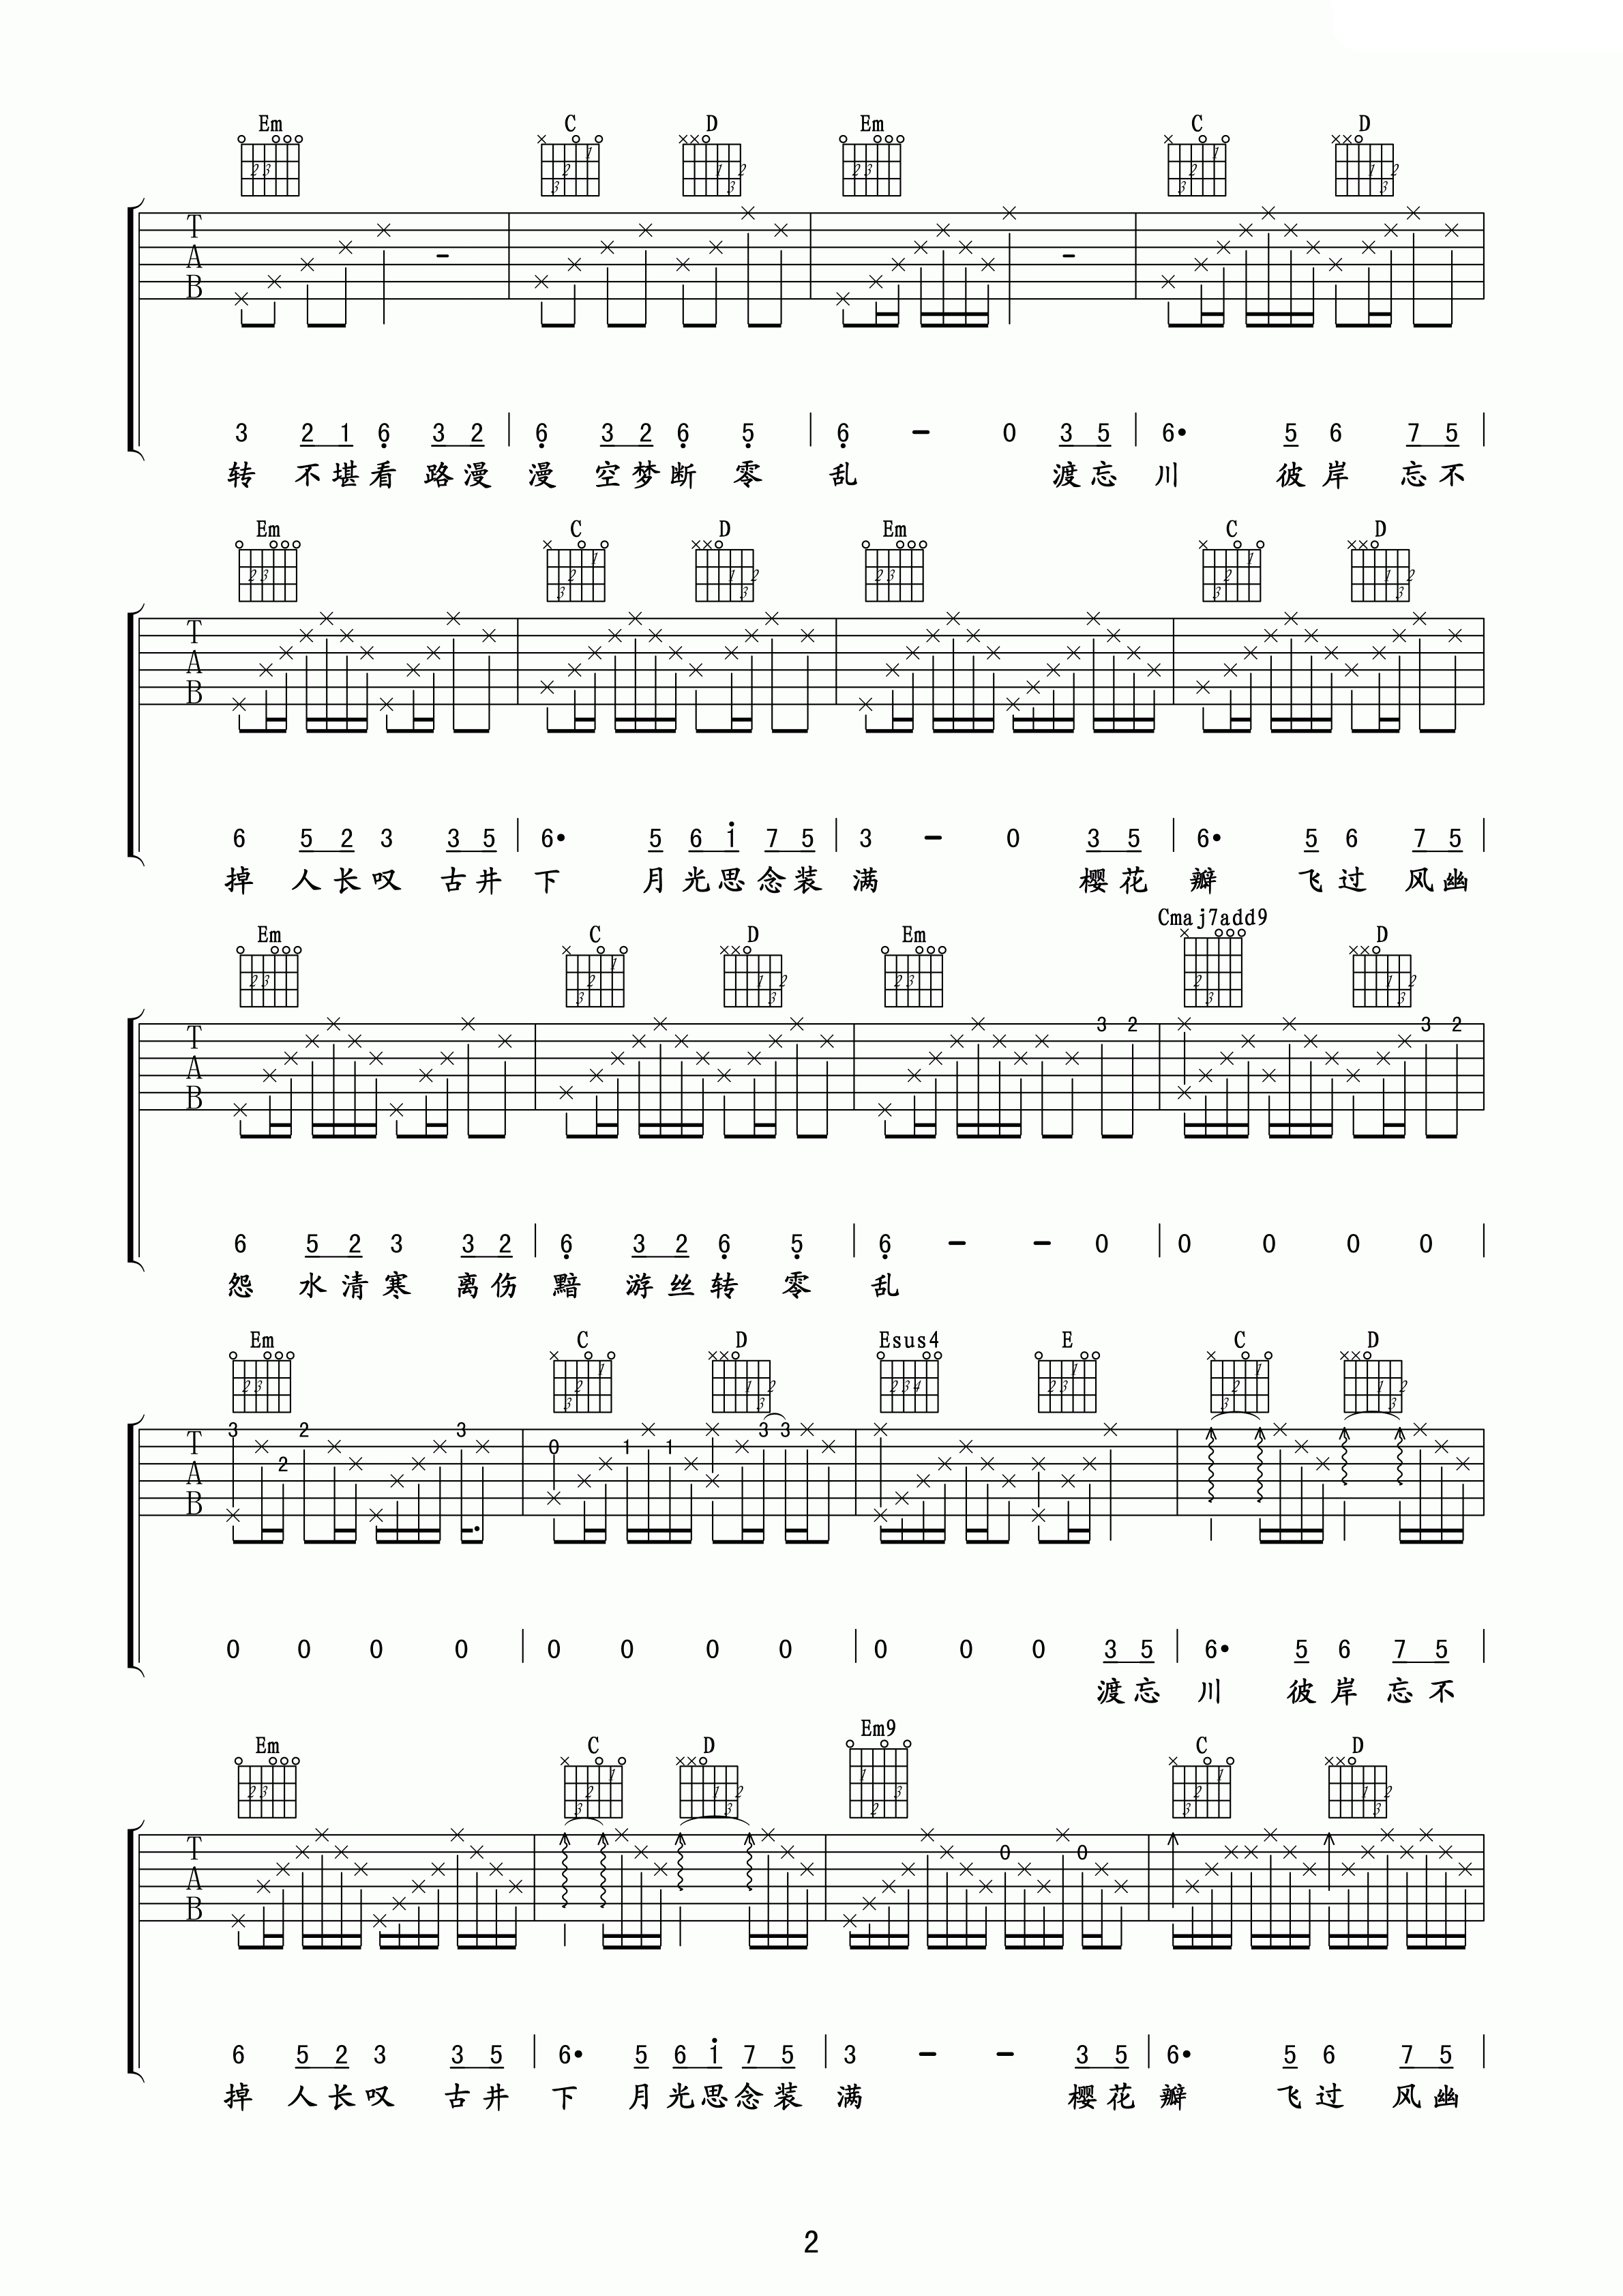 Em C D Em C D
T
A
B
3 2 1 6 3 2 6 3 2 6 5 6 - 0 3 5 6· 5 6 7 5
转 不堪看 路漫 漫 空梦断 零 乱 渡忘 川 彼岸 忘不
Em C D Em C D
T
A
B
6 5 2 3 3 5 6· 5 6 1 7 5 3 - 0 3 5 6· 5 6 7 5
掉 人长叹 古井 下 月光思念装 满 樱花 瓣 飞过 风幽
Em C D Em Cmaj7add9 D
T
A
B
3 2 3 2
6 5 2 3 3 2 6 3 2 6 5 6 - - 0 0 0 0 0
怨 水清寒 离伤 黯 游丝转 零 乱
Em C D Esus4 E C D
T
A
B
3 2 2 3 0 1 1 3 3
0 0 0 0 0 0 0 0 0 0 0 3 5 6· 5 6 7 5
渡忘 川 彼岸 忘不
Em C D Em9 C D
T
A
B
0 0
6 5 2 3 3 5 6· 5 6 1 7 5 3 - - 3 5 6· 5 6 7 5
掉 人长叹 古井 下 月光思念装 满 樱花 瓣 飞过 风幽
2